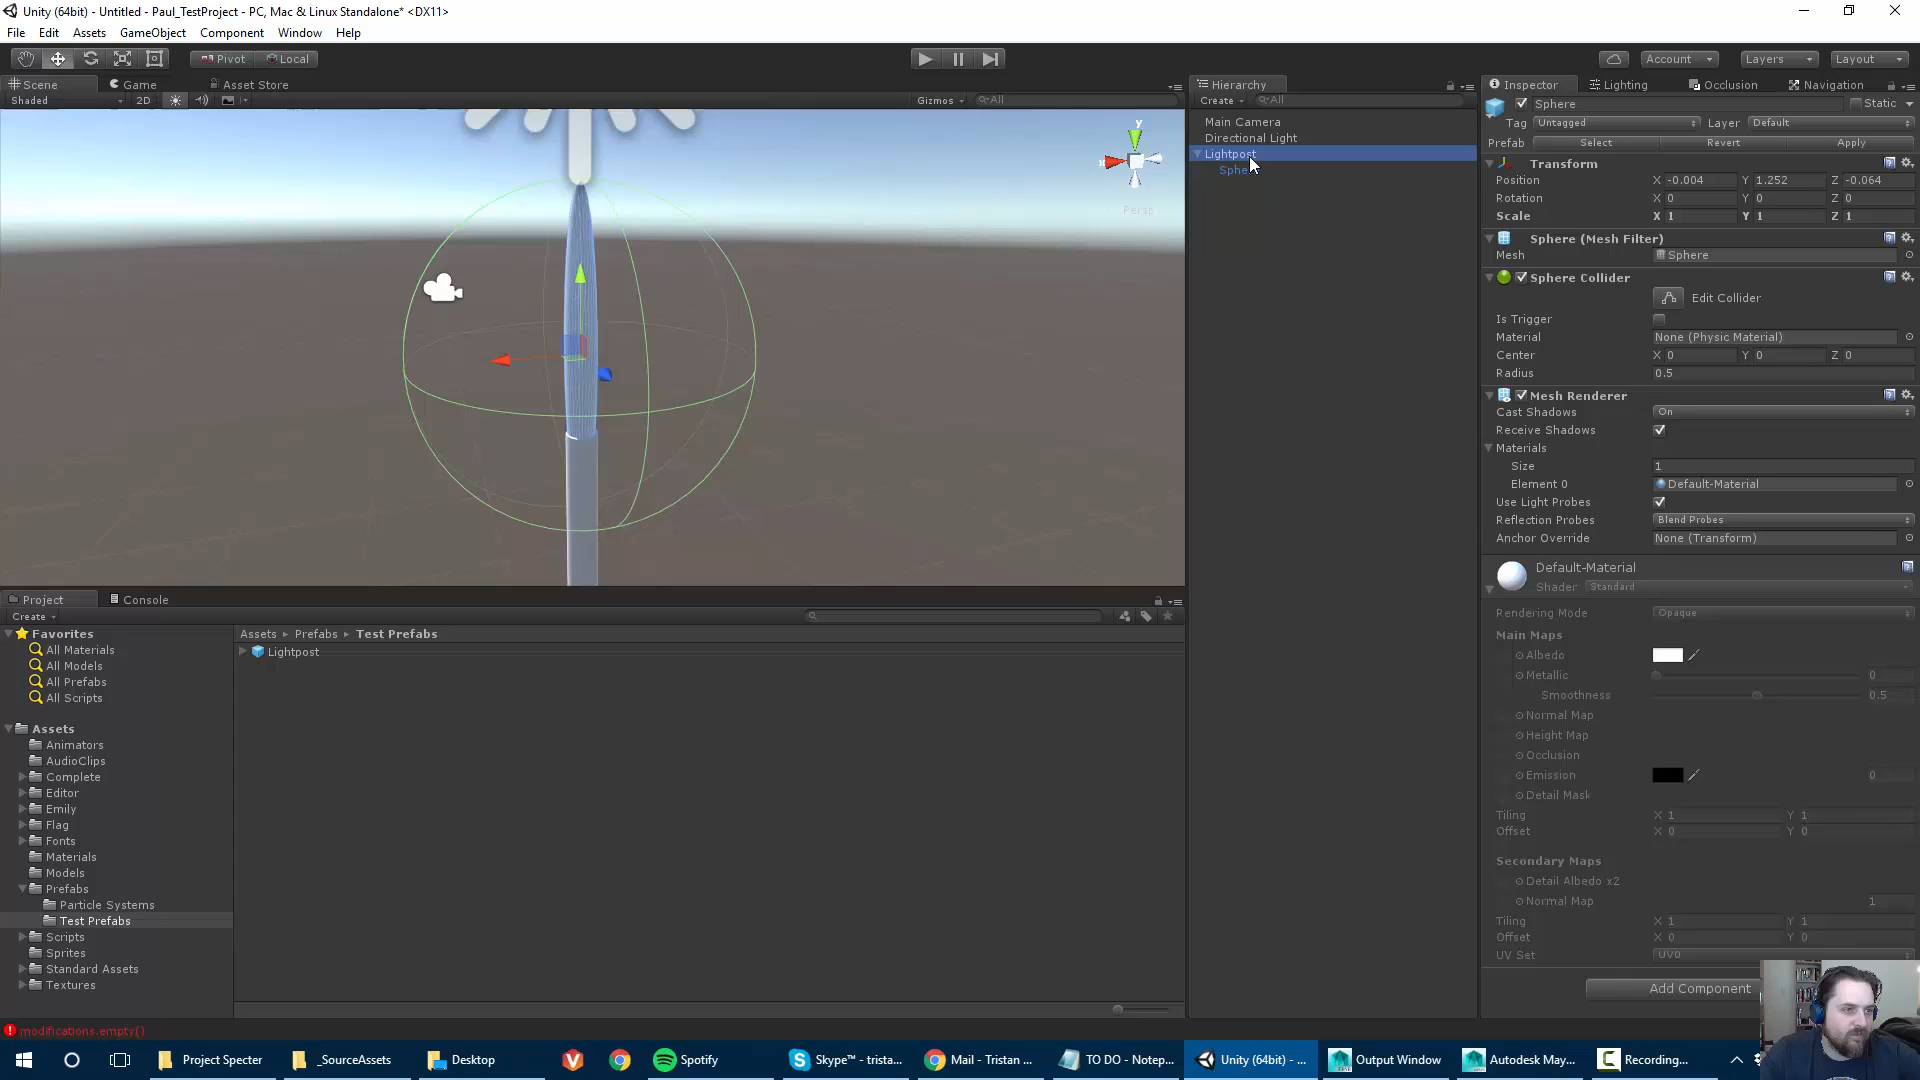 Unity (64bit) - Untitled - Paul_TestProject - PC, Mac & Linux Standalone* <DX11>
File Edit Assets GameObject Component Window Help
Pivot Local Account Layers Layout
Scene Game Asset Store
Shaded 2D Gizmos All
y
x
Persp
Hierarchy
Create All
Main Camera
Directional Light
Lightpost
Sphe
Inspector Lighting Occlusion Navigation
Sphere Static
Tag Untagged Layer Default
Prefab Select Revert Apply
Transform
Position X -0.004 Y 1.252 Z -0.064
Rotation X 0 Y 0 Z 0
Scale X 1 Y 1 Z 1
Sphere (Mesh Filter)
Mesh Sphere
Sphere Collider
Edit Collider
Is Trigger
Material None (Physic Material)
Center X 0 Y 0 Z 0
Radius 0.5
Mesh Renderer
Cast Shadows On
Receive Shadows
Materials
Size 1
Element 0 Default-Material
Use Light Probes
Reflection Probes Blend Probes
Anchor Override None (Transform)
Default-Material
Shader Standard
Rendering Mode Opaque
Main Maps
Albedo
Metallic 0
Smoothness 0.5
Normal Map
Height Map
Occlusion
Emission 0
Detail Mask
Tiling X 1 Y 1
Offset X 0 Y 0
Secondary Maps
Detail Albedo x2
Normal Map 1
Tiling X 1 Y 1
Offset X 0 Y 0
UV Set UV0
Add Component
Project Console
Create
Favorites
All Materials
All Models
All Prefabs
All Scripts
Assets
Animators
AudioClips
Complete
Editor
Emily
Flag
Fonts
Materials
Models
Prefabs
Particle Systems
Test Prefabs
Scripts
Sprites
Standard Assets
Textures
Assets Prefabs Test Prefabs
Lightpost
modifications.empty()
Project Specter _SourceAssets Desktop Spotify Skype™ - trista... Mail - Tristan ... TO DO - Notep... Unity (64bit) - ... Output Window Autodesk May... Recording...